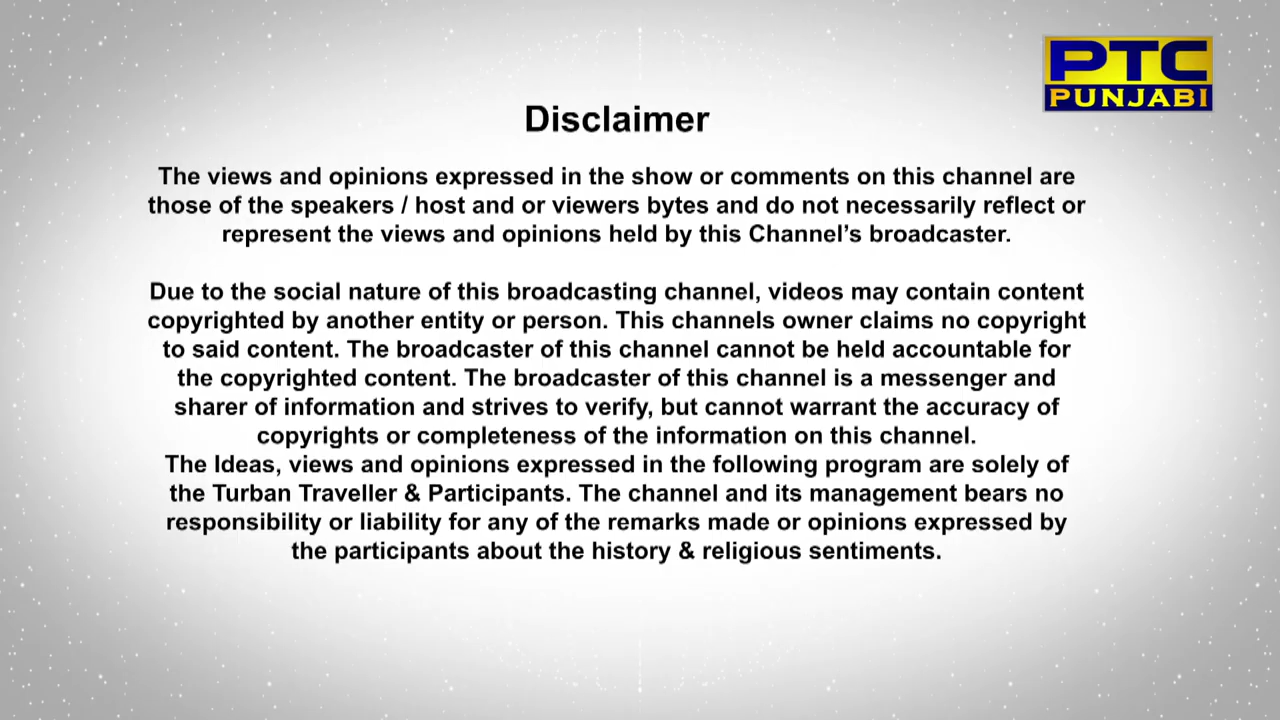 PTC
PUNJABI
Disclaimer
The views and opinions expressed in the show or comments on this channel are
those of the speakers / host and or viewers bytes and do not necessarily reflect or
represent the views and opinions held by this Channel’s broadcaster.
Due to the social nature of this broadcasting channel, videos may contain content
copyrighted by another entity or person. This channels owner claims no copyright
to said content. The broadcaster of this channel cannot be held accountable for
the copyrighted content. The broadcaster of this channel is a messenger and
sharer of information and strives to verify, but cannot warrant the accuracy of
copyrights or completeness of the information on this channel.
The Ideas, views and opinions expressed in the following program are solely of
the Turban Traveller & Participants. The channel and its management bears no
responsibility or liability for any of the remarks made or opinions expressed by
the participants about the history & religious sentiments.